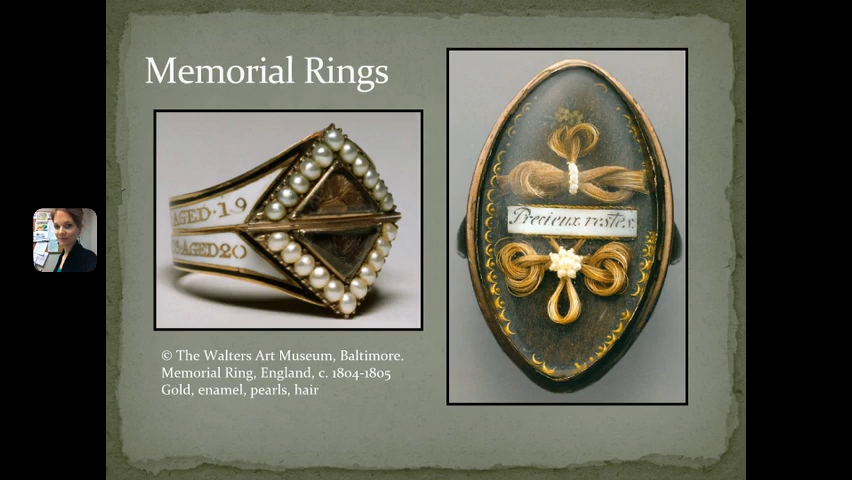 Memorial Rings
AGED·19
AGED20
Precieux restes
© The Walters Art Museum, Baltimore.
Memorial Ring, England, c. 1804-1805
Gold, enamel, pearls, hair